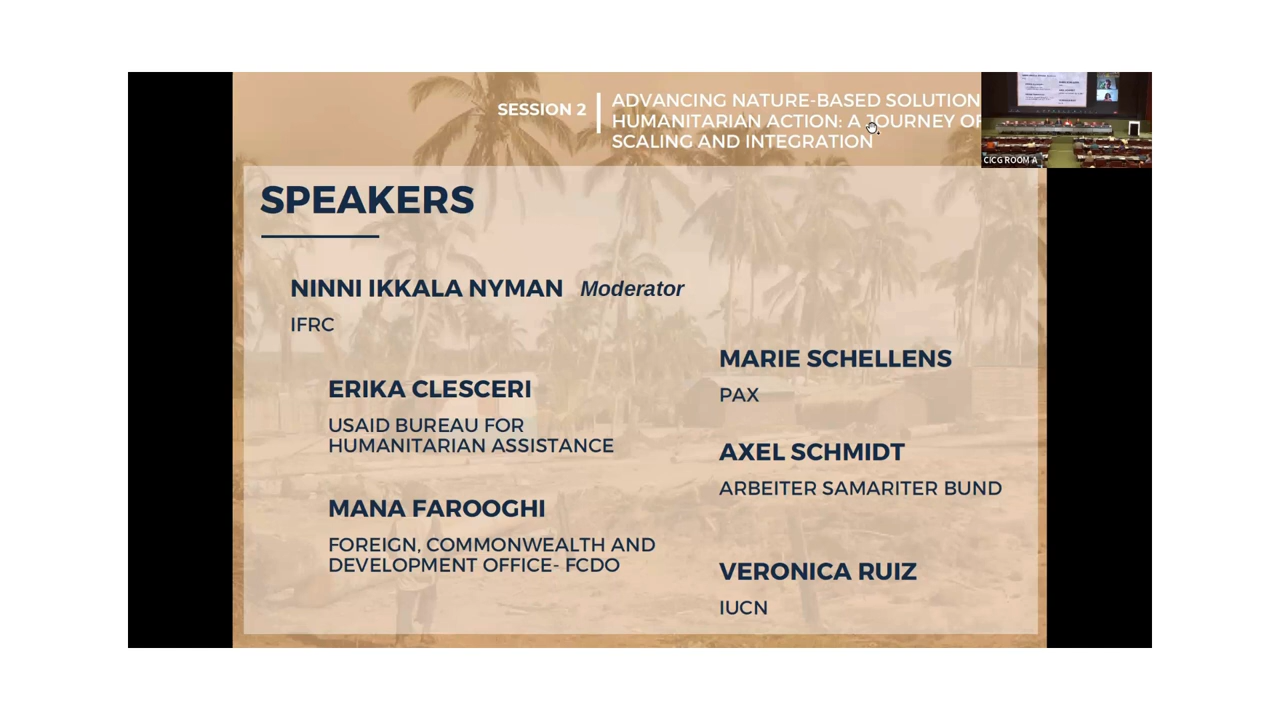 SESSION 2
ADVANCING NATURE-BASED SOLUTION
HUMANITARIAN ACTION: A JOURNEY OF
SCALING AND INTEGRATION
CICG ROOM A
SPEAKERS
NINNI IKKALA NYMAN Moderator
IFRC
ERIKA CLESCERI
USAID BUREAU FOR
HUMANITARIAN ASSISTANCE
MANA FAROOGHI
FOREIGN, COMMONWEALTH AND
DEVELOPMENT OFFICE- FCDO
MARIE SCHELLENS
PAX
AXEL SCHMIDT
ARBEITER SAMARITER BUND
VERONICA RUIZ
IUCN